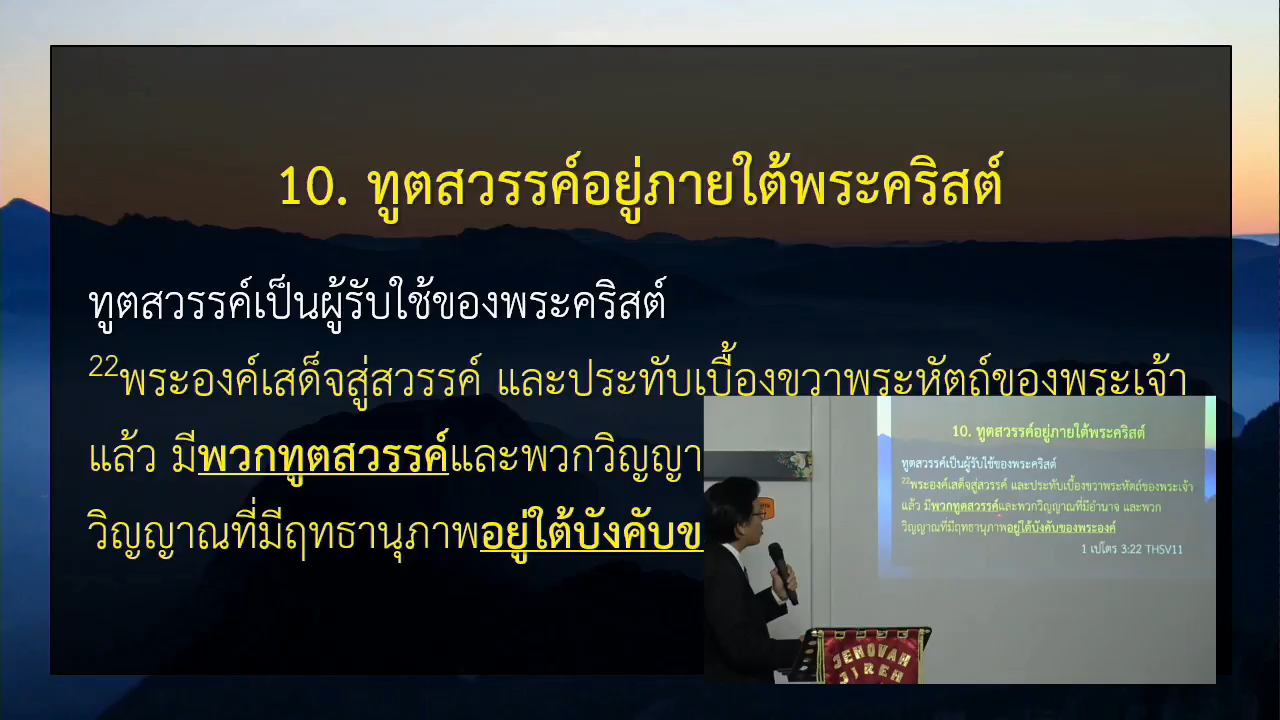 10. ทูตสวรรค์อยู่ภายใต้พระคริสต์
ทูตสวรรค์เป็นผู้รับใช้ของพระคริสต์
22พระองค์เสด็จสู่สวรรค์ และประทับเบื้องขวาพระหัตถ์ของพระเจ้า
แล้ว มีพวกทูตสวรรค์และพวกวิญญา
วิญญาณที่มีฤทธานุภาพอยู่ใต้บังคับข
10. ทูตสวรรค์อยู่ภายใต้พระคริสต์
ทูตสวรรค์เป็นผู้รับใช้ของพระคริสต์
22พระองค์เสด็จสู่สวรรค์ และประทับเบื้องขวาพระหัตถ์ของพระเจ้า
แล้ว มีพวกทูตสวรรค์และพวกวิญญาณที่มีอำนาจ และพวก
วิญญาณที่มีฤทธานุภาพอยู่ใต้บังคับของพระองค์
1 เปโตร 3:22 THSV11
JEHOVAH
JIREH